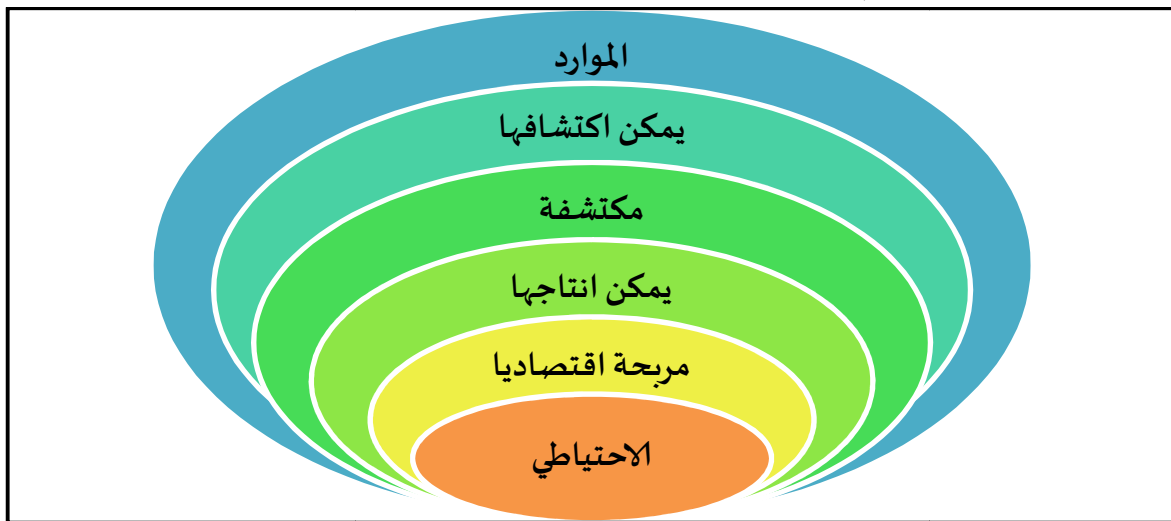 الموارد
يمكن اكتشافها
مكتشفة
يمكن انتاجها
مربحة اقتصاديا
الاحتياطي